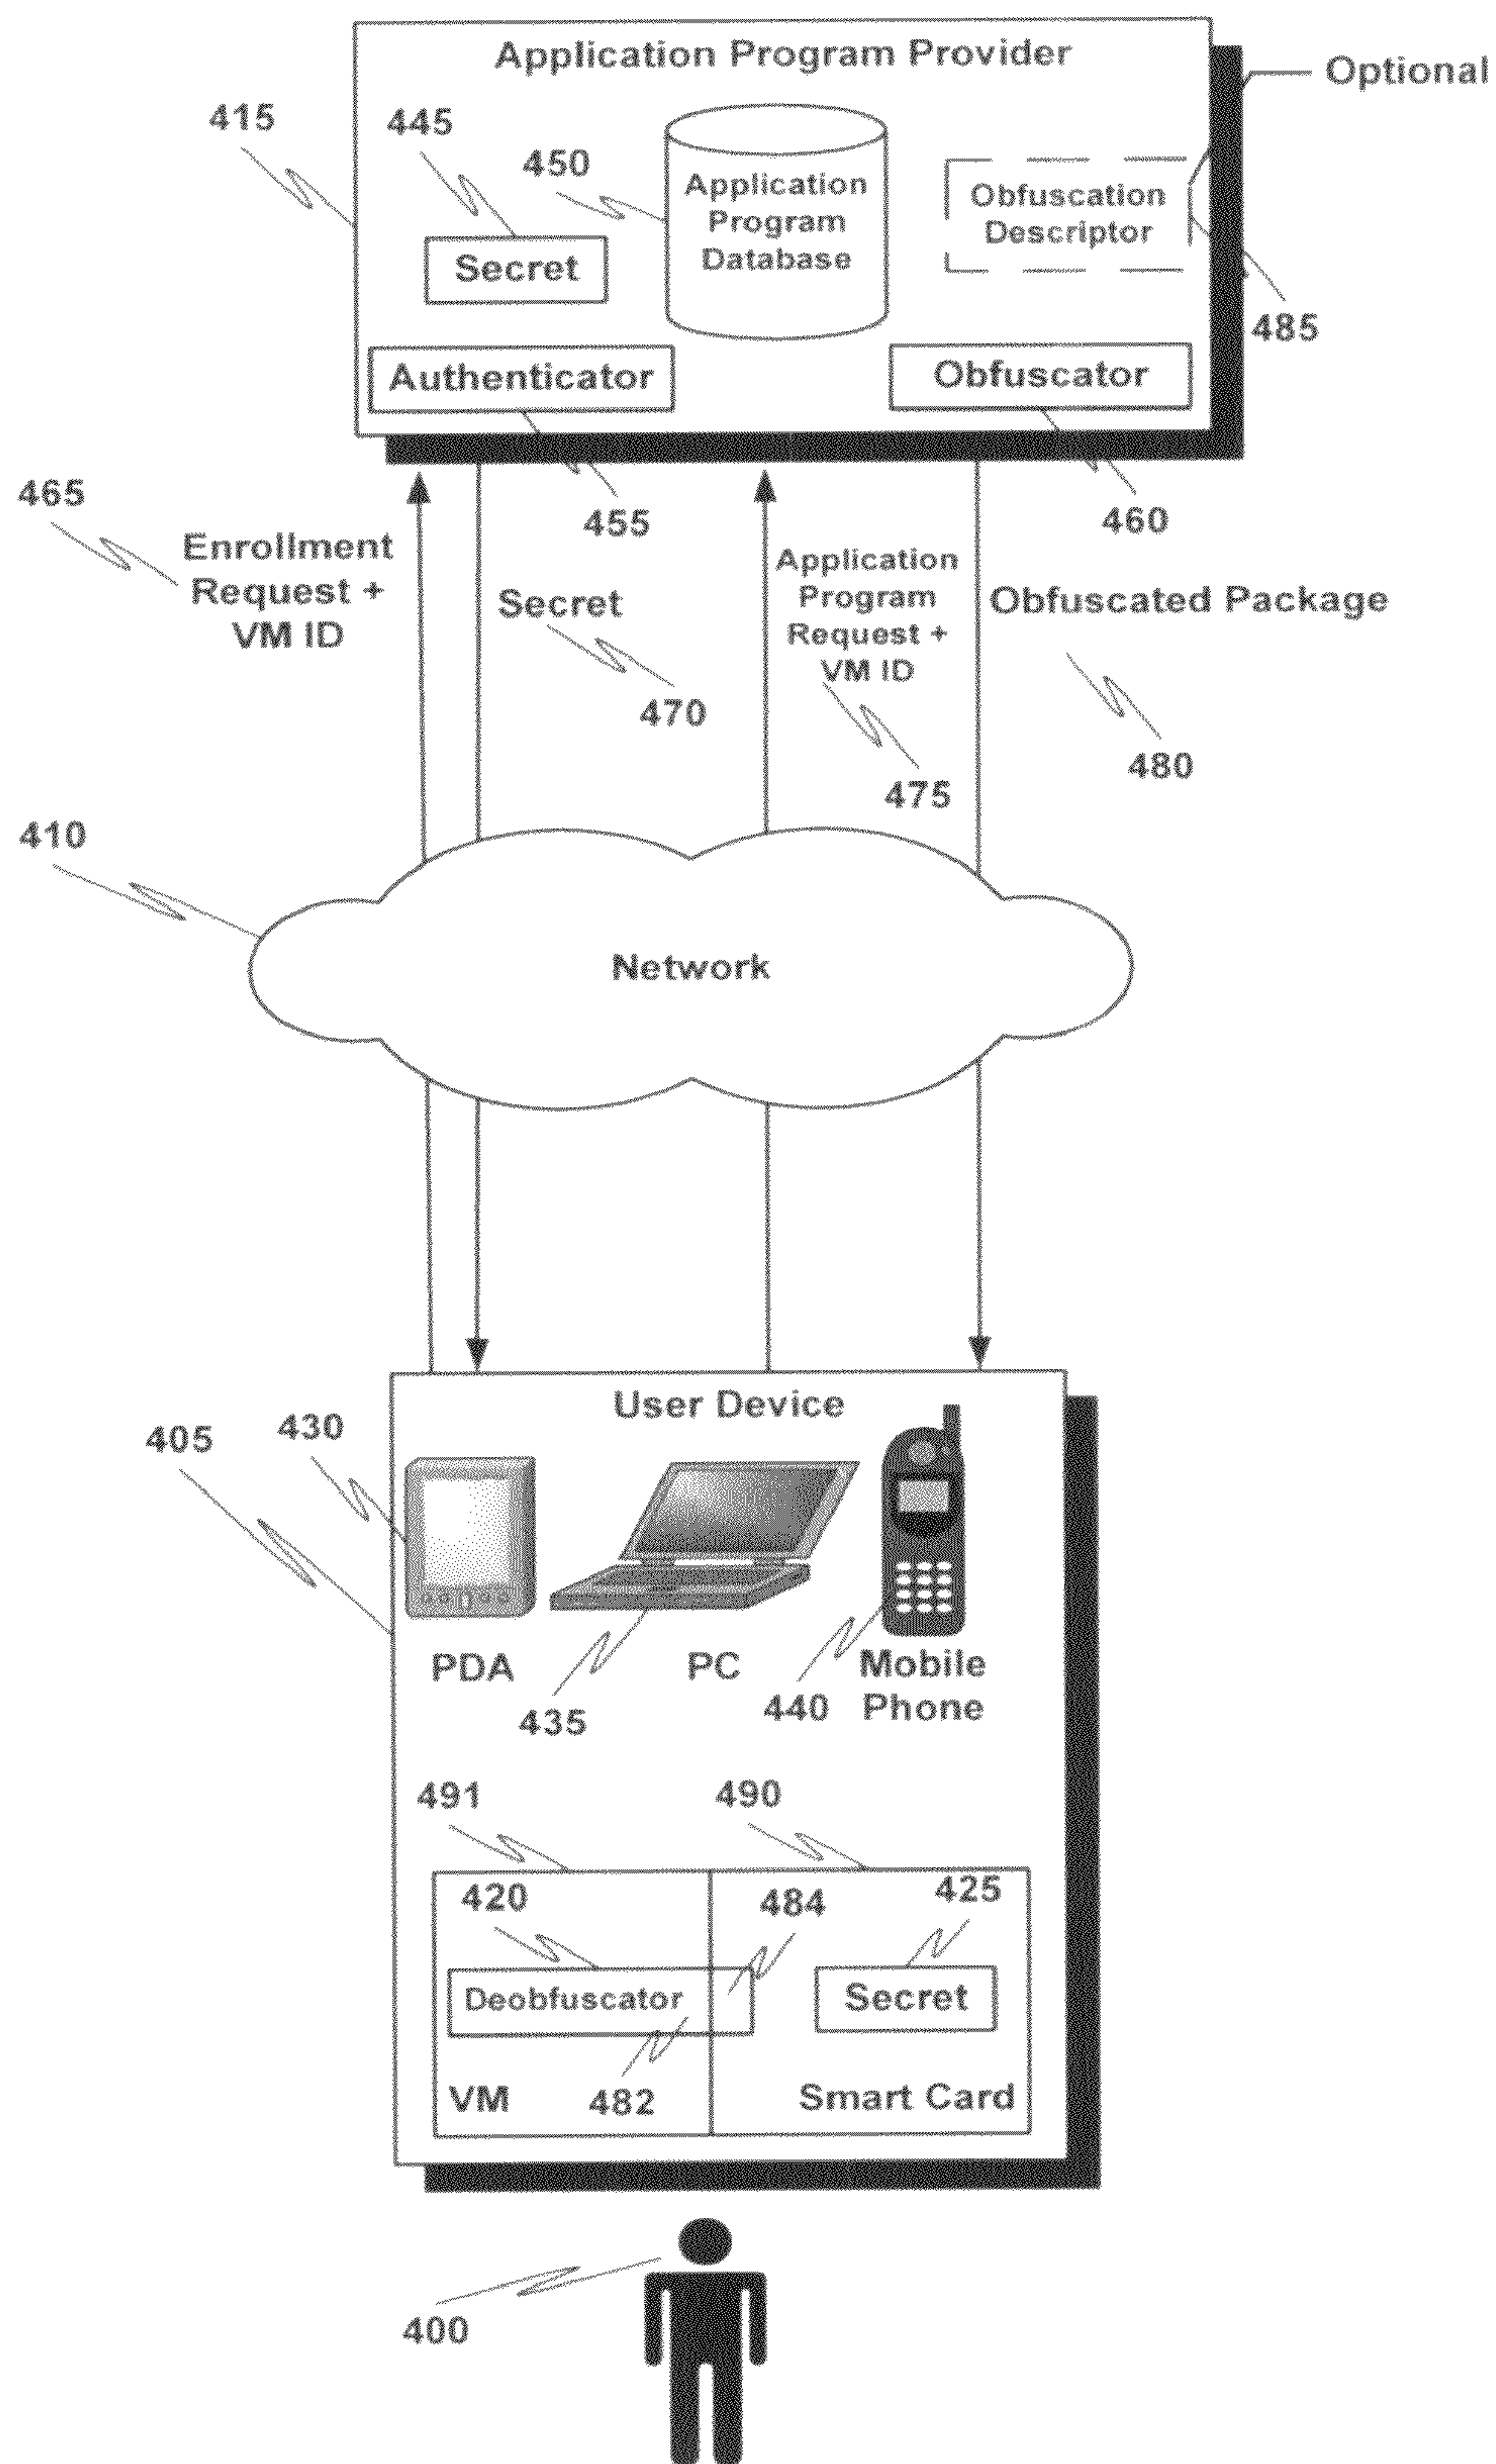 Application Program Provider
Optional
415
445
450
Application
Program
Database
Obfuscation
Descriptor
Secret
485
Authenticator
Obfuscator
465
455
460
Enrollment
Request +
VM ID
Secret
Application
Program
Request +
VM ID
Obfuscated Package
470
475
480
410
Network
User Device
405
430
PDA
PC
Mobile
Phone
435
440
491
490
420
484
425
Deobfuscator
Secret
VM
482
Smart Card
400